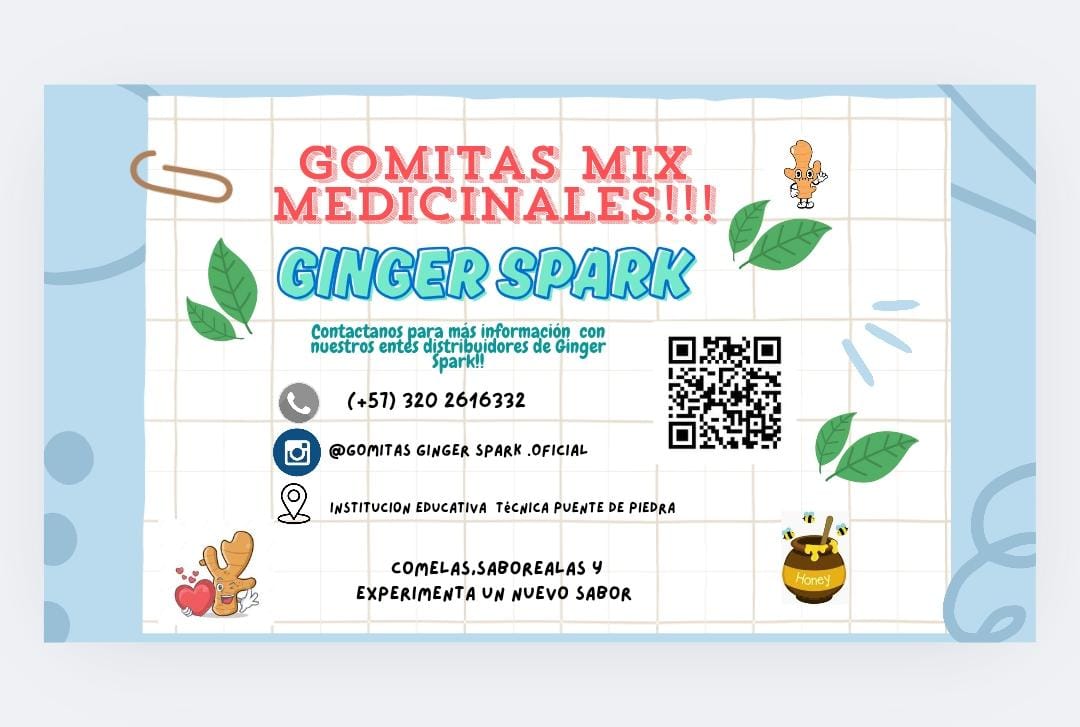 GOMITAS MIX
MEDICINALES!!!
GINGER SPARK
Contactanos para más información con
nuestros entes distribuidores de Ginger
Spark!!
(+57) 320 2616332
@GOMITAS GINGER SPARK .OFICIAL
INSTITUCION EDUCATIVA TéCNICA PUENTE DE PIEDRA
Honey
COMELAS,SABOREALAS Y
EXPERIMENTA UN NUEVO SABOR